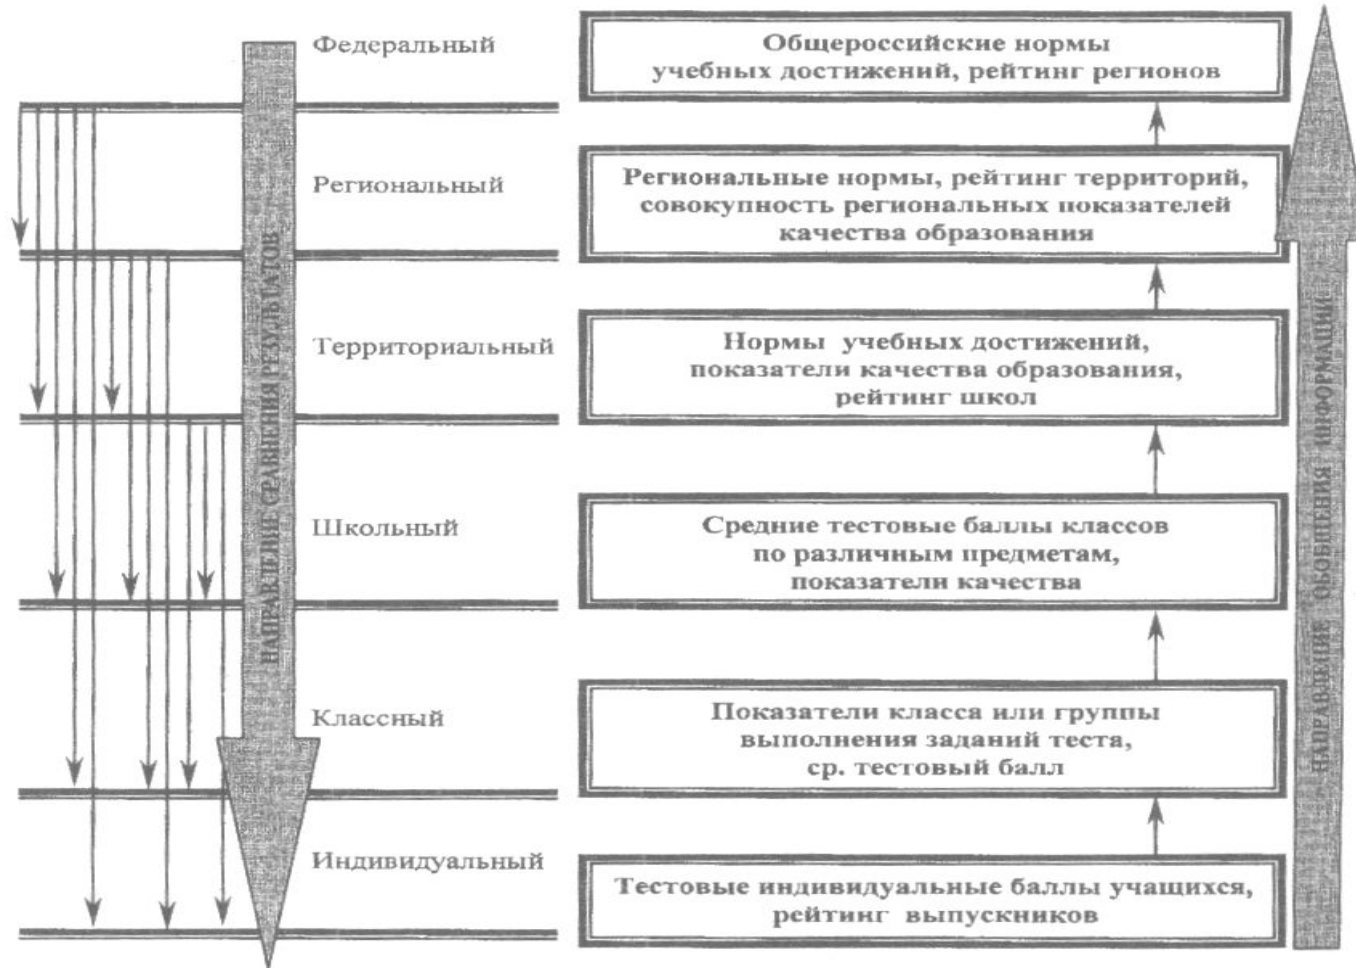 Федеральный
Общероссийские нормы
учебных достижений, рейтинг регионов
Региональный
Региональные нормы, рейтинг территорий,
совокупность региональных показателей
качества образования
Территориальный
Нормы учебных достижений,
показатели качества образования,
рейтинг школ
Школьный
Средние тестовые баллы классов
по различным предметам,
показатели качества
Классный
Показатели класса или группы
выполнения заданий теста,
ср. тестовый балл
Индивидуальный
Тестовые индивидуальные баллы учащихся,
рейтинг выпускников
НАПРАВЛЕНИЕ СРАВНЕНИЯ РЕЗУЛЬТАТОВ
НАПРАВЛЕНИЕ ОБОБЩЕНИЯ ИНФОРМАЦИИ